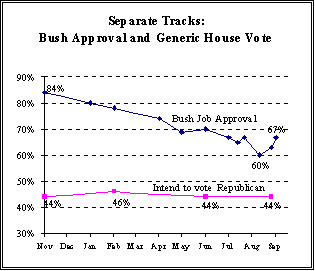 Separate Tracks:
Bush Approval and Generic House Vote
90%
84%
80%
70%
Bush Job Approval
67%
60%
60%
50%
Intend to vote Republican
40%
44%
46%
44%
44%
30%
Nov Dec Jan Feb Mar Apr May Jun Jul Aug Sep